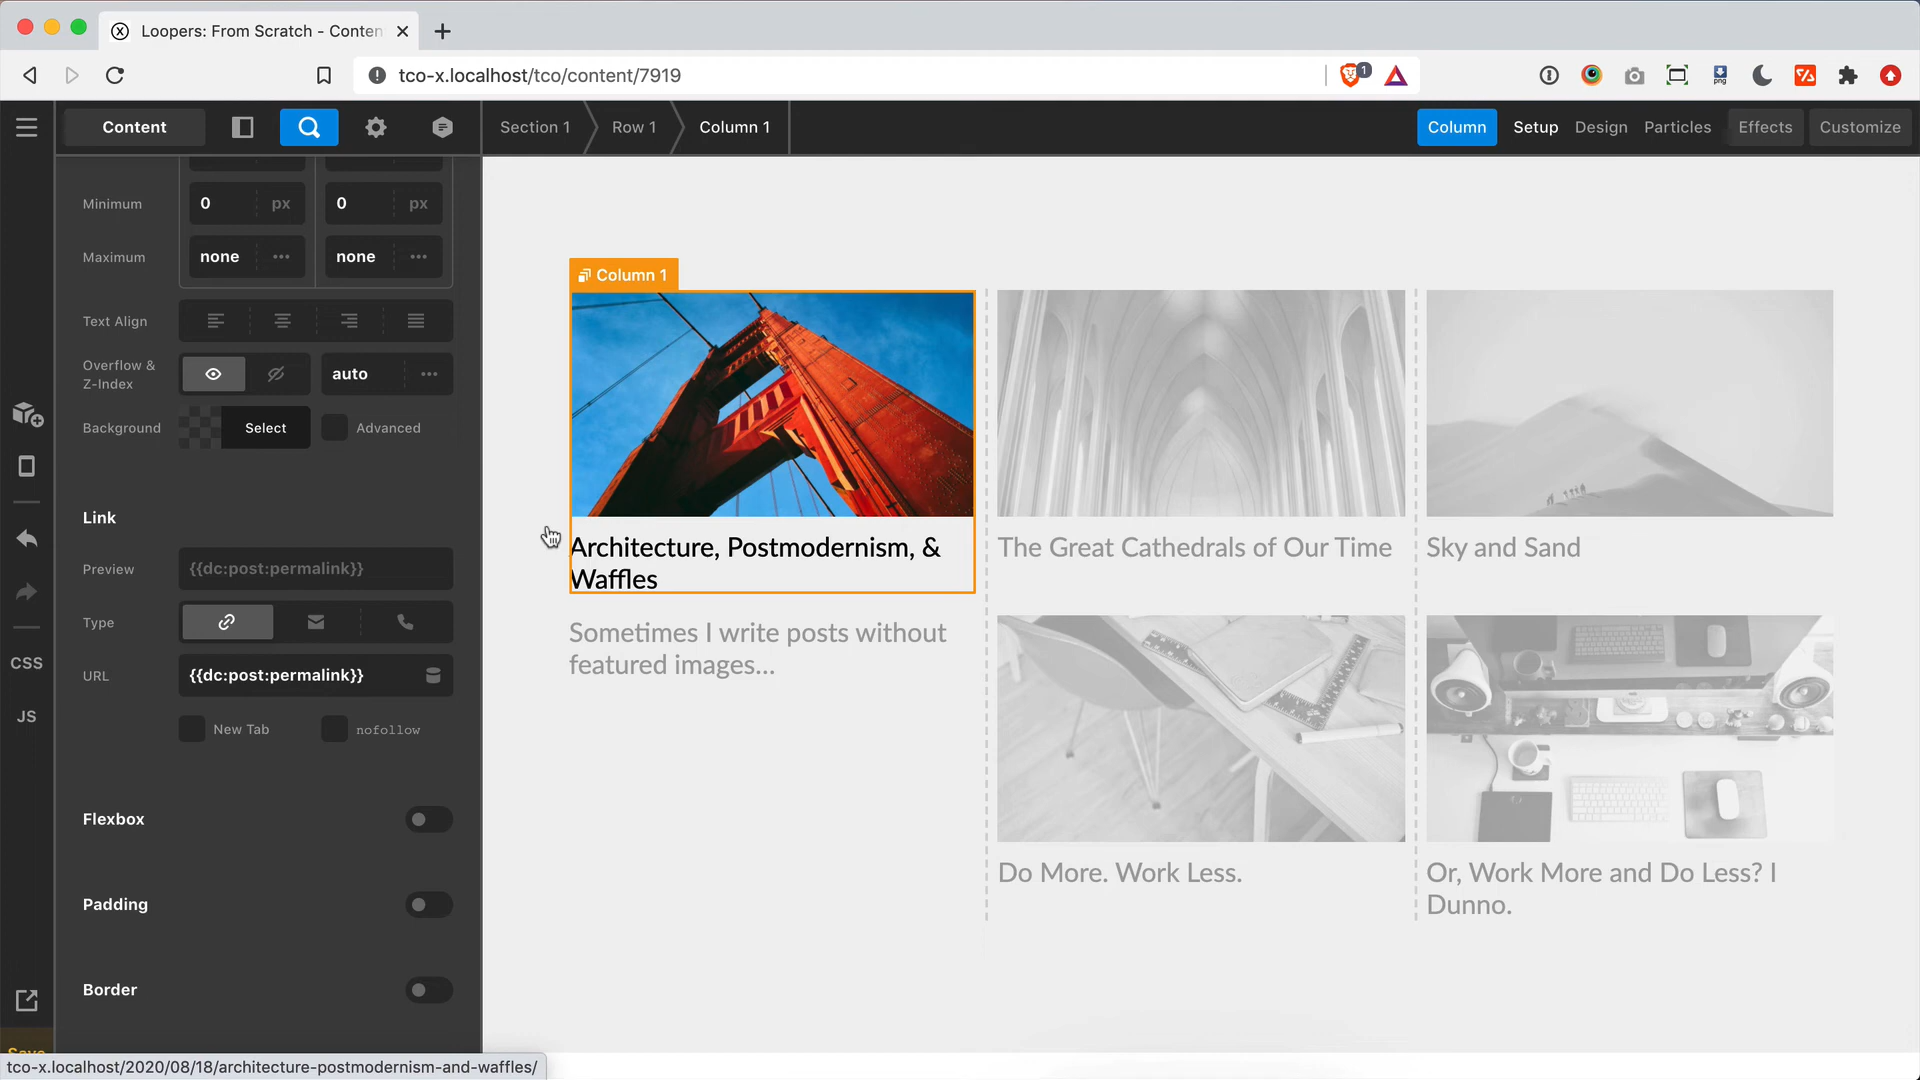 Loopers: From Scratch - Conten
tco-x.localhost/tco/content/7919
1
Content
Section 1
Row 1
Column 1
Column
Setup
Design
Particles
Effects
Customize
Minimum
0
px
0
px
Maximum
none
none
Text Align
Overflow &
Z-Index
auto
Background
Select
Advanced
Link
Preview
{{dc:post:permalink}}
Type
URL
{{dc:post:permalink}}
New Tab
nofollow
Flexbox
Padding
Border
CSS
JS
Save
Column 1
Architecture, Postmodernism, &
Waffles
The Great Cathedrals of Our Time
Sky and Sand
Sometimes I write posts without
featured images...
Do More. Work Less.
Or, Work More and Do Less? I
Dunno.
tco-x.localhost/2020/08/18/architecture-postmodernism-and-waffles/